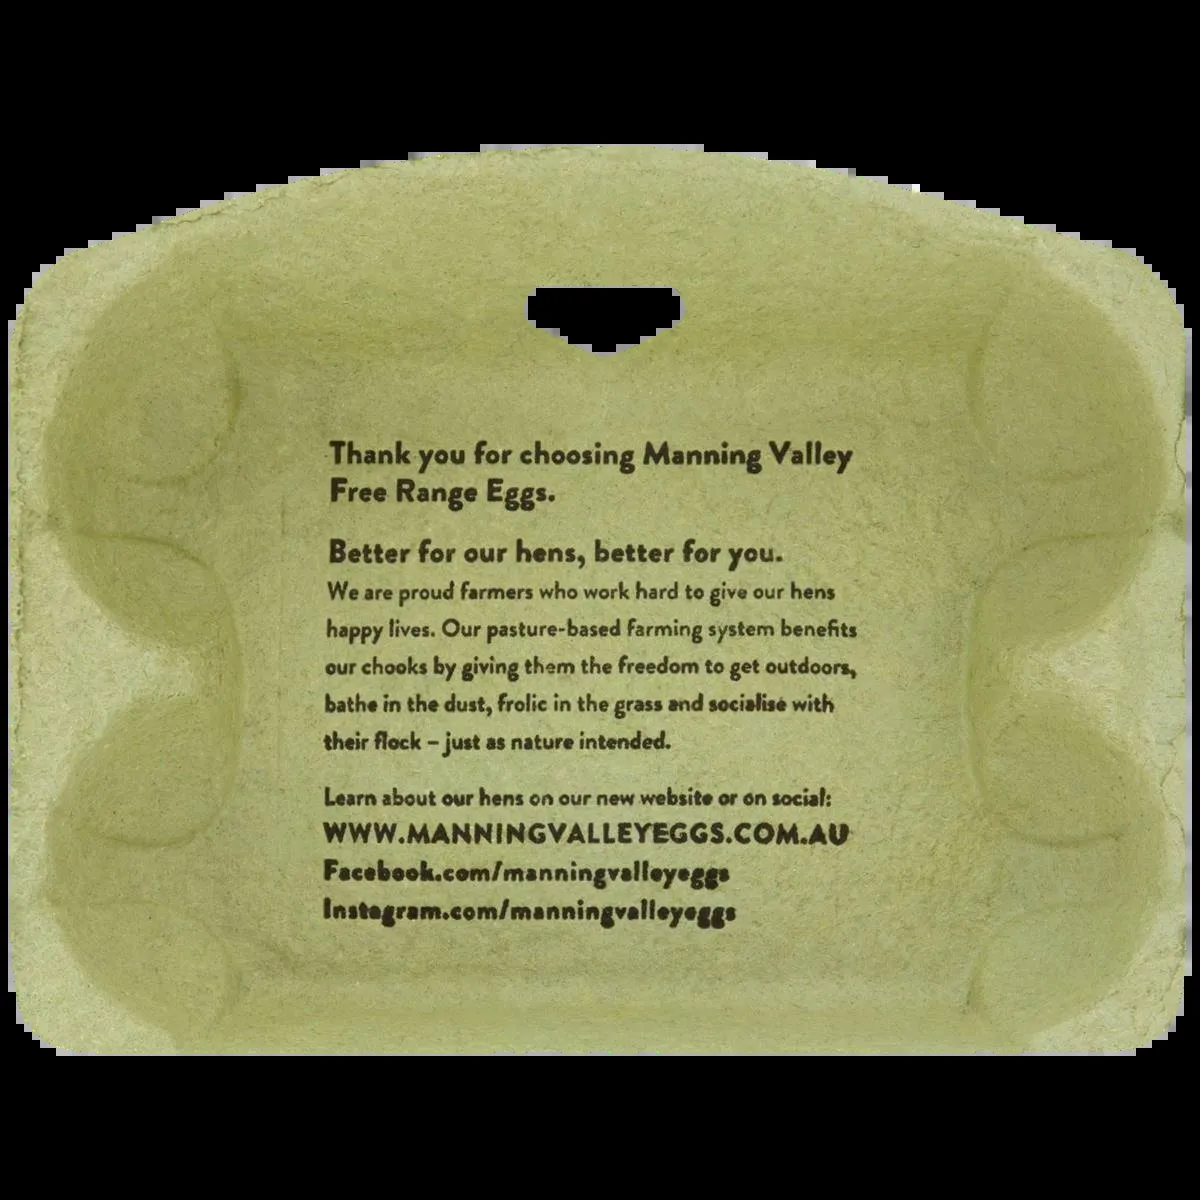 Thank you for choosing Manning Valley
Free Range Eggs.
Better for our hens, better for you.
We are proud farmers who work hard to give our hens
happy lives. Our pasture-based farming system benefits
our chooks by giving them the freedom to get outdoors,
bathe in the dust, frolic in the grass and socialise with
their flock – just as nature intended.
Learn about our hens on our new website or on social:
WWW.MANNINGVALLEYEGGS.COM.AU
Facebook.com/manningvalleyeggs
Instagram.com/manningvalleyeggs